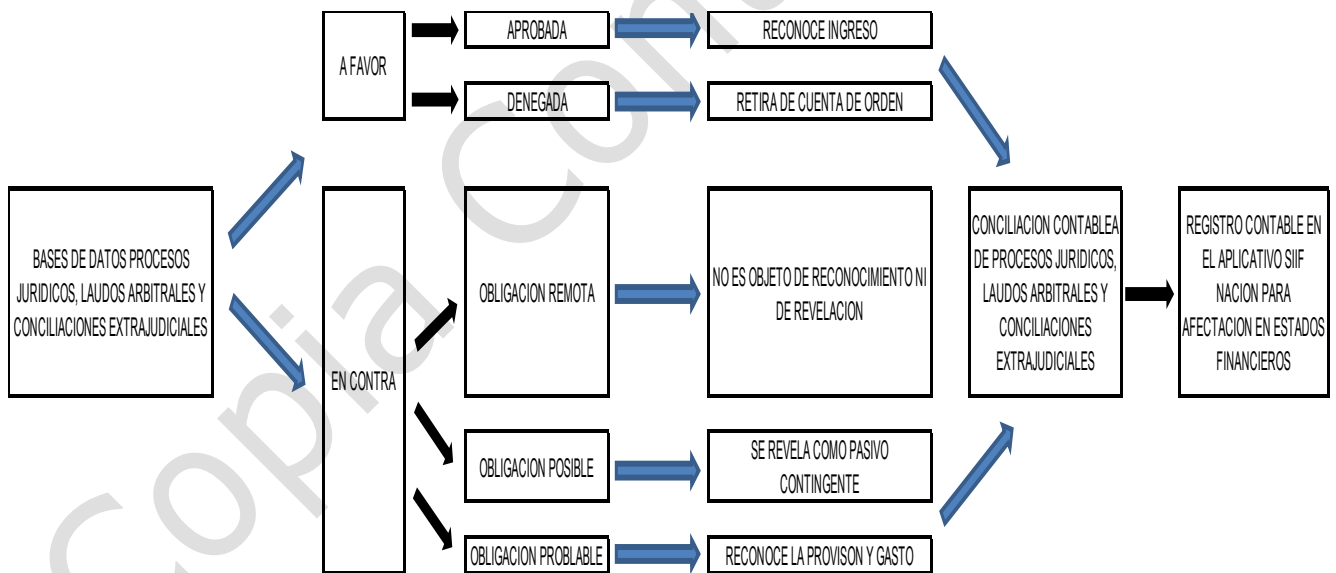 A FAVOR
APROBADA
RECONOCE INGRESO
DENEGADA
RETIRA DE CUENTA DE ORDEN
BASES DE DATOS PROCESOS
JURIDICOS, LAUDOS ARBITRALES Y
CONCILIACIONES EXTRAJUDICIALES
EN CONTRA
OBLIGACION REMOTA
NO ES OBJETO DE RECONOCIMIENTO NI
DE REVELACION
OBLIGACION POSIBLE
SE REVELA COMO PASIVO
CONTINGENTE
OBLIGACION PROBLABLE
RECONOCE LA PROVISON Y GASTO
CONCILIACION CONTABLEA
DE PROCESOS JURIDICOS,
LAUDOS ARBITRALES Y
CONCILIACIONES
EXTRAJUDICIALES
REGISTRO CONTABLE EN
EL APLICATIVO SIIF
NACION PARA
AFECTACION EN ESTADOS
FINANCIEROS
Copia